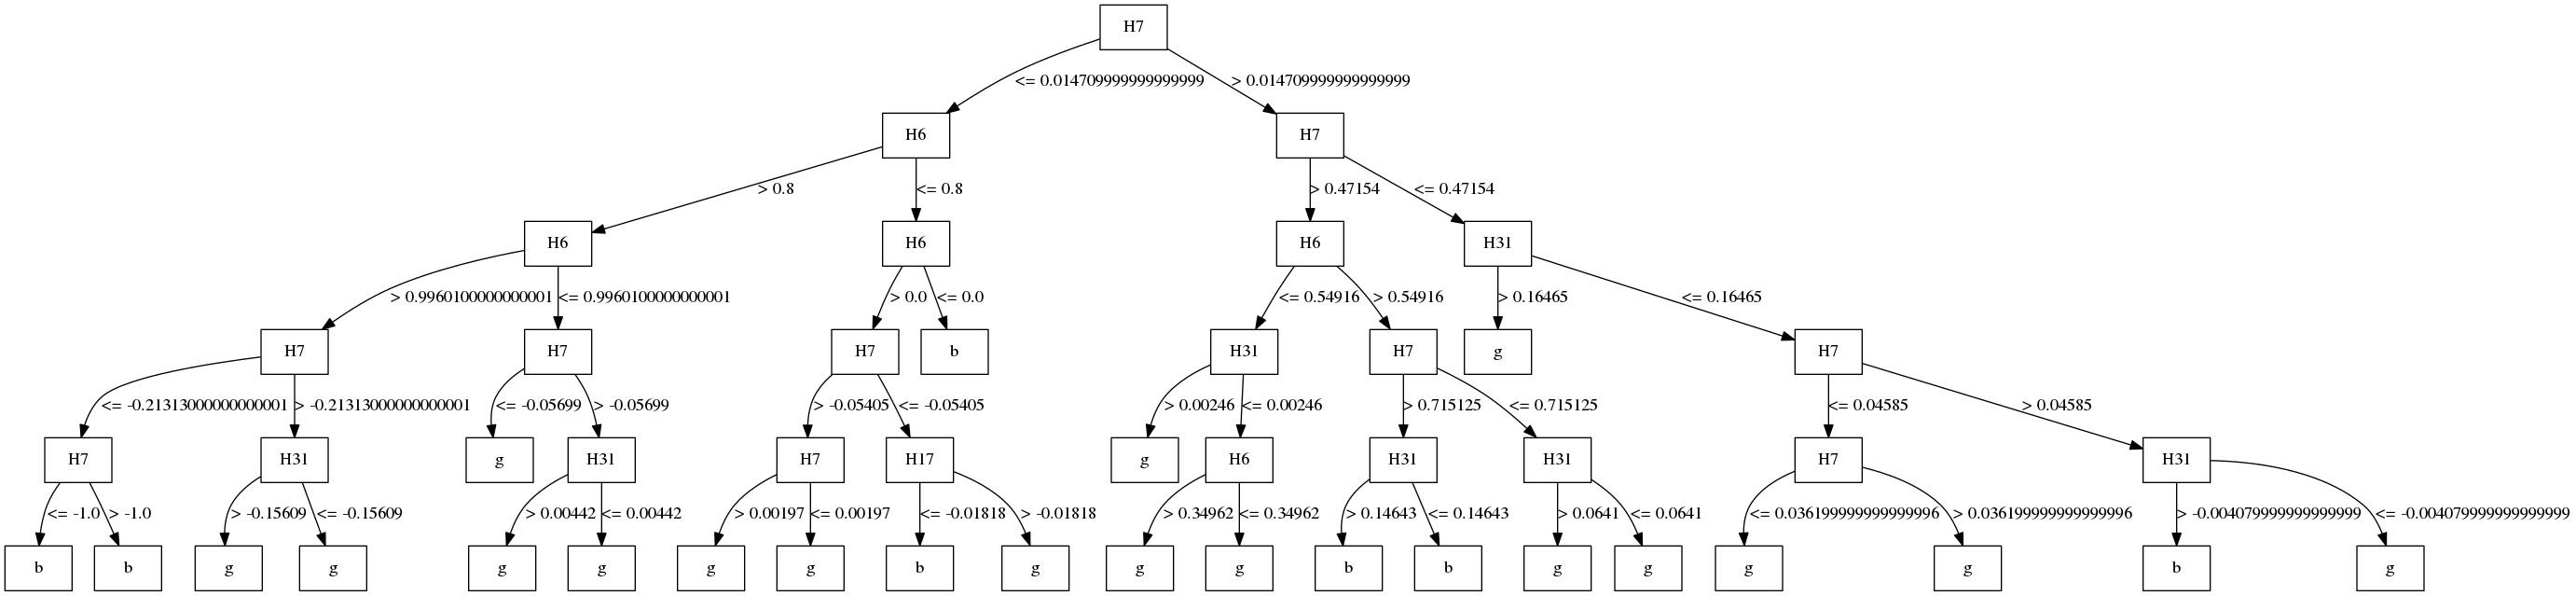 H7
<= 0.014709999999999999 > 0.014709999999999999
H6 H7
> 0.8 <= 0.8 > 0.47154 <= 0.47154
H6 H6 H6 H31
> 0.9960100000000001 <= 0.9960100000000001 > 0.0 <= 0.0 <= 0.54916 > 0.54916 > 0.16465 <= 0.16465
H7 H7 H7 b H31 H7 g H7
<= -0.21313000000000001 > -0.21313000000000001 <= -0.05699 > -0.05699 > -0.05405 <= -0.05405 > 0.00246 <= 0.00246 > 0.715125 <= 0.715125 <= 0.04585 > 0.04585
H7 H31 g H31 H7 H17 g H6 H31 H31 H7 H31
<= -1.0 > -1.0 > -0.15609 <= -0.15609 > 0.00442 <= 0.00442 > 0.00197 <= 0.00197 <= -0.01818 > -0.01818 > 0.34962 <= 0.34962 > 0.14643 <= 0.14643 > 0.0641 <= 0.0641 <= 0.036199999999999996 > 0.036199999999999996 > -0.004079999999999999 <= -0.004079999999999999
b b g g g g g g b g g g b b g g g g b g